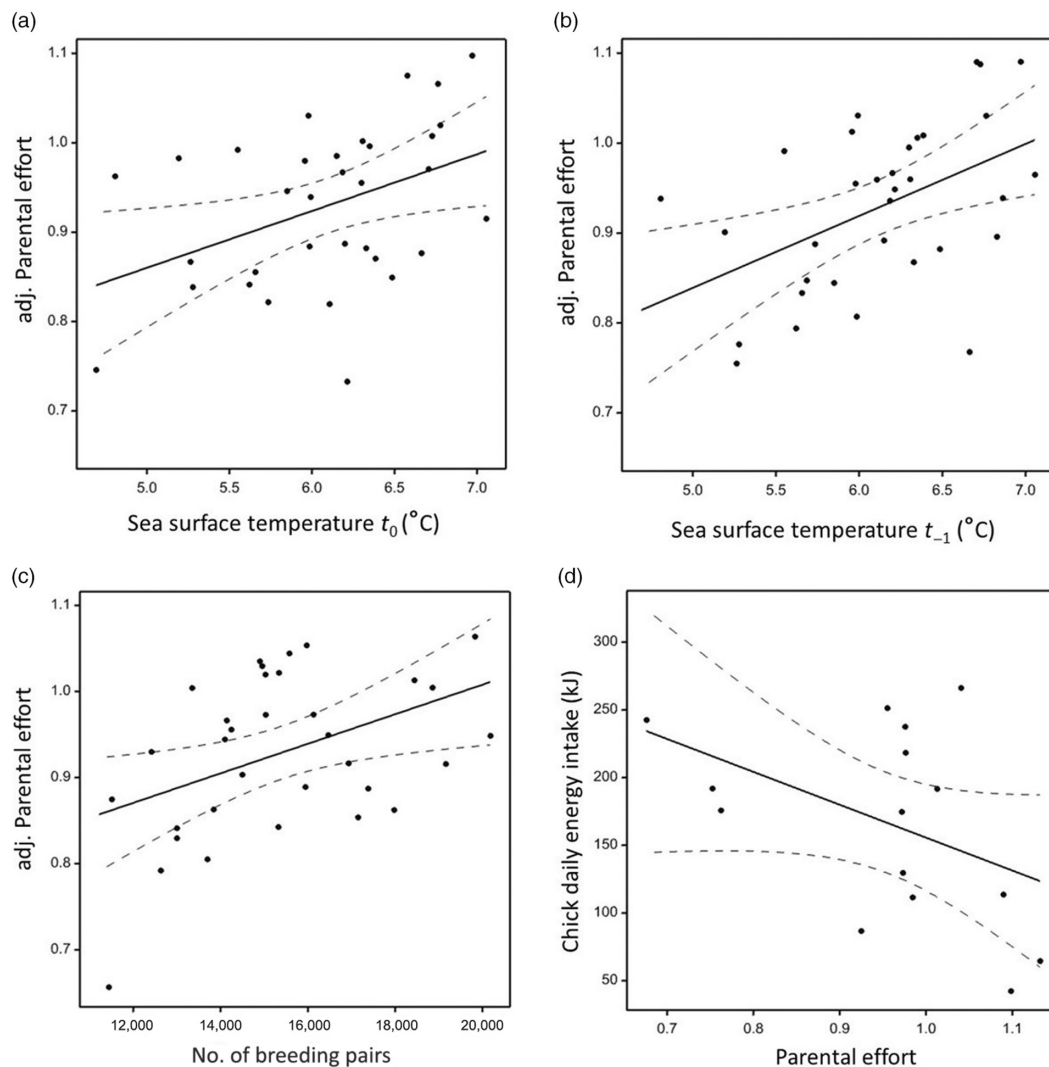 (a)
1.1
1.0
0.9
0.8
0.7
adj. Parental effort
5.0 5.5 6.0 6.5 7.0
Sea surface temperature t0 (°C)
(b)
1.1
1.0
0.9
0.8
0.7
adj. Parental effort
5.0 5.5 6.0 6.5 7.0
Sea surface temperature t−1 (°C)
(c)
1.1
1.0
0.9
0.8
0.7
adj. Parental effort
12,000 14,000 16,000 18,000 20,000
No. of breeding pairs
(d)
300
250
200
150
100
50
Chick daily energy intake (kJ)
0.7 0.8 0.9 1.0 1.1
Parental effort